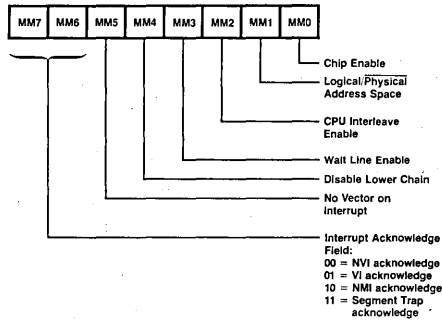 MM7 MM6 MM5 MM4 MM3 MM2 MM1 MM0
Chip Enable
Logical/Physical
Address Space
CPU Interleave
Enable
Wait Line Enable
Disable Lower Chain
No Vector on
Interrupt
Interrupt Acknowledge
Field:
00 = NVI acknowledge
01 = VI acknowledge
10 = NMI acknowledge
11 = Segment Trap
acknowledge